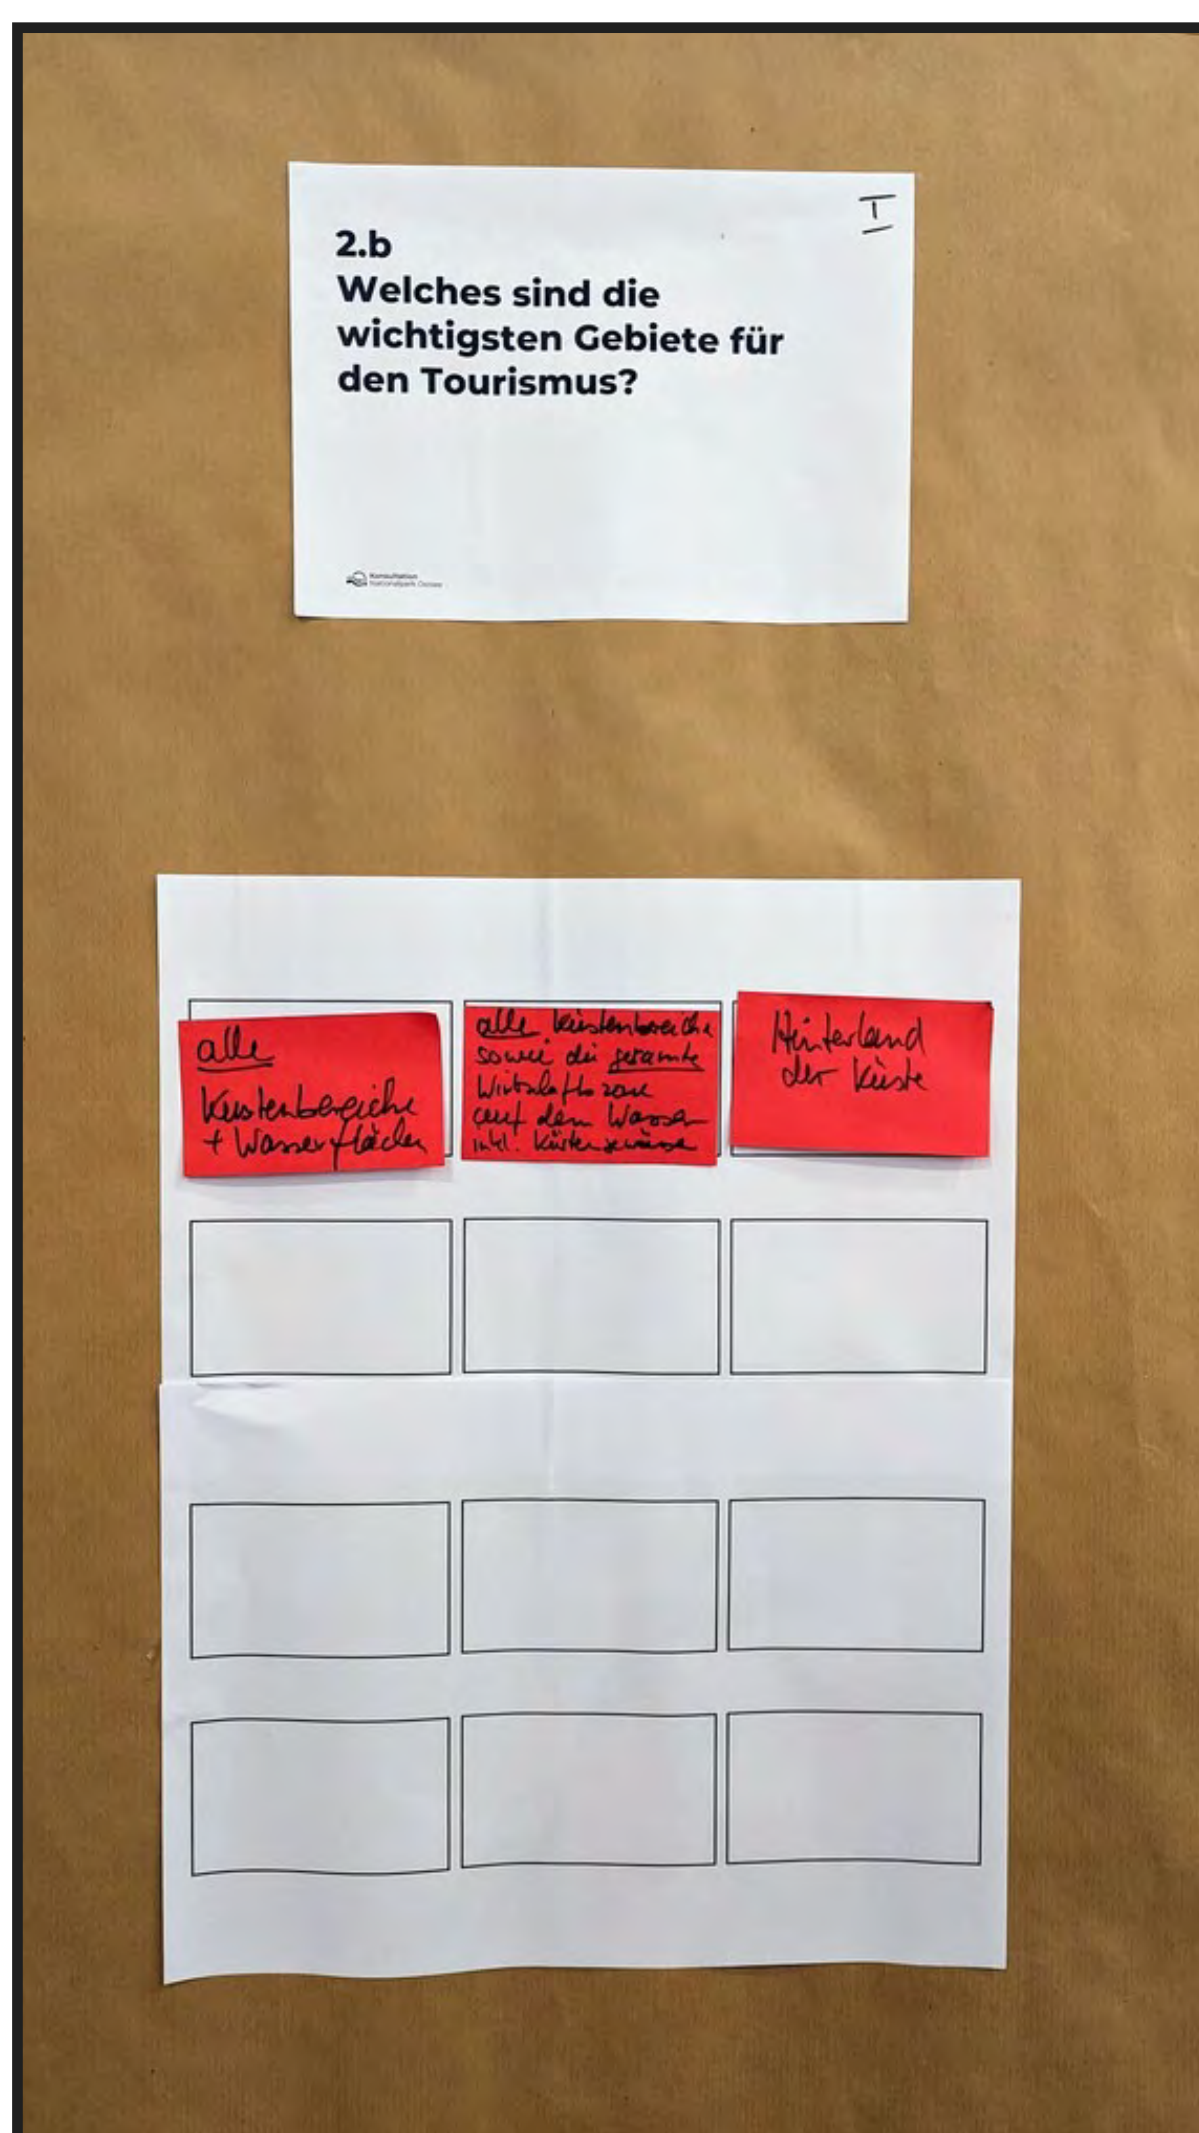 I
2.b
Welches sind die
wichtigsten Gebiete für
den Tourismus?
Konsultation
Nationalpark Ostsee
alle
Küstenbereiche
+ Wasserflächen
alle Küstenbereiche
sowie die gesamte
Wirtschaftszone
auf dem Wasser
inkl. Küstengewässer
Hinterland
der Küste